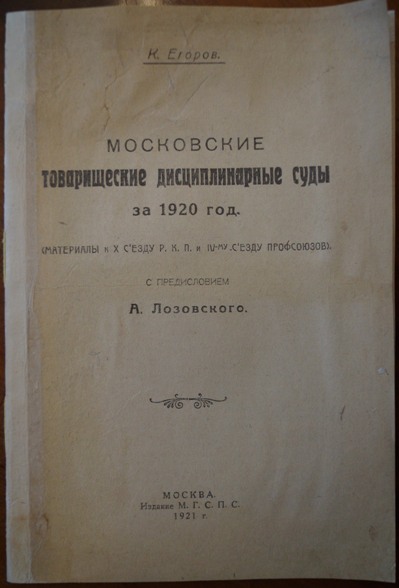 К. Егоров.
МОСКОВСКИЕ
товарищеские дисциплинарные суды
за 1920 год.
(МАТЕРИАЛЫ к X С'ЕЗДУ Р. К. П. и IV-МУ С'ЕЗДУ ПРОФСОЮЗОВ).
С ПРЕДИСЛОВИЕМ
А. Лозовского.
МОСКВА.
Издание М. Г. С. П. С.
1921 г.